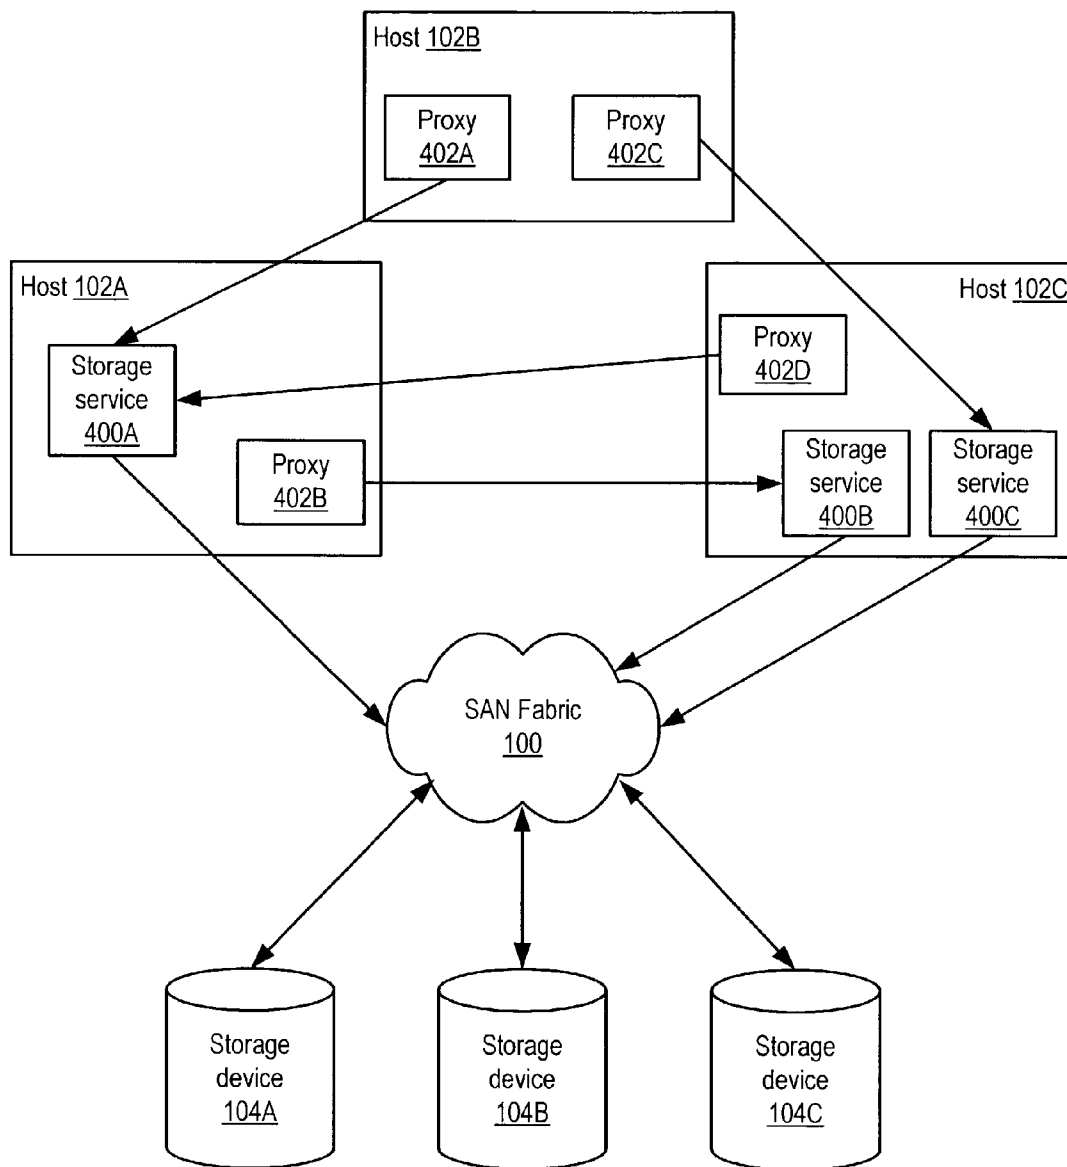 Host 102B
Proxy
402A
Proxy
402C
Host 102A
Storage
service
400A
Proxy
402B
Host 102C
Proxy
402D
Storage
service
400B
Storage
service
400C
SAN Fabric
100
Storage
device
104A
Storage
device
104B
Storage
device
104C